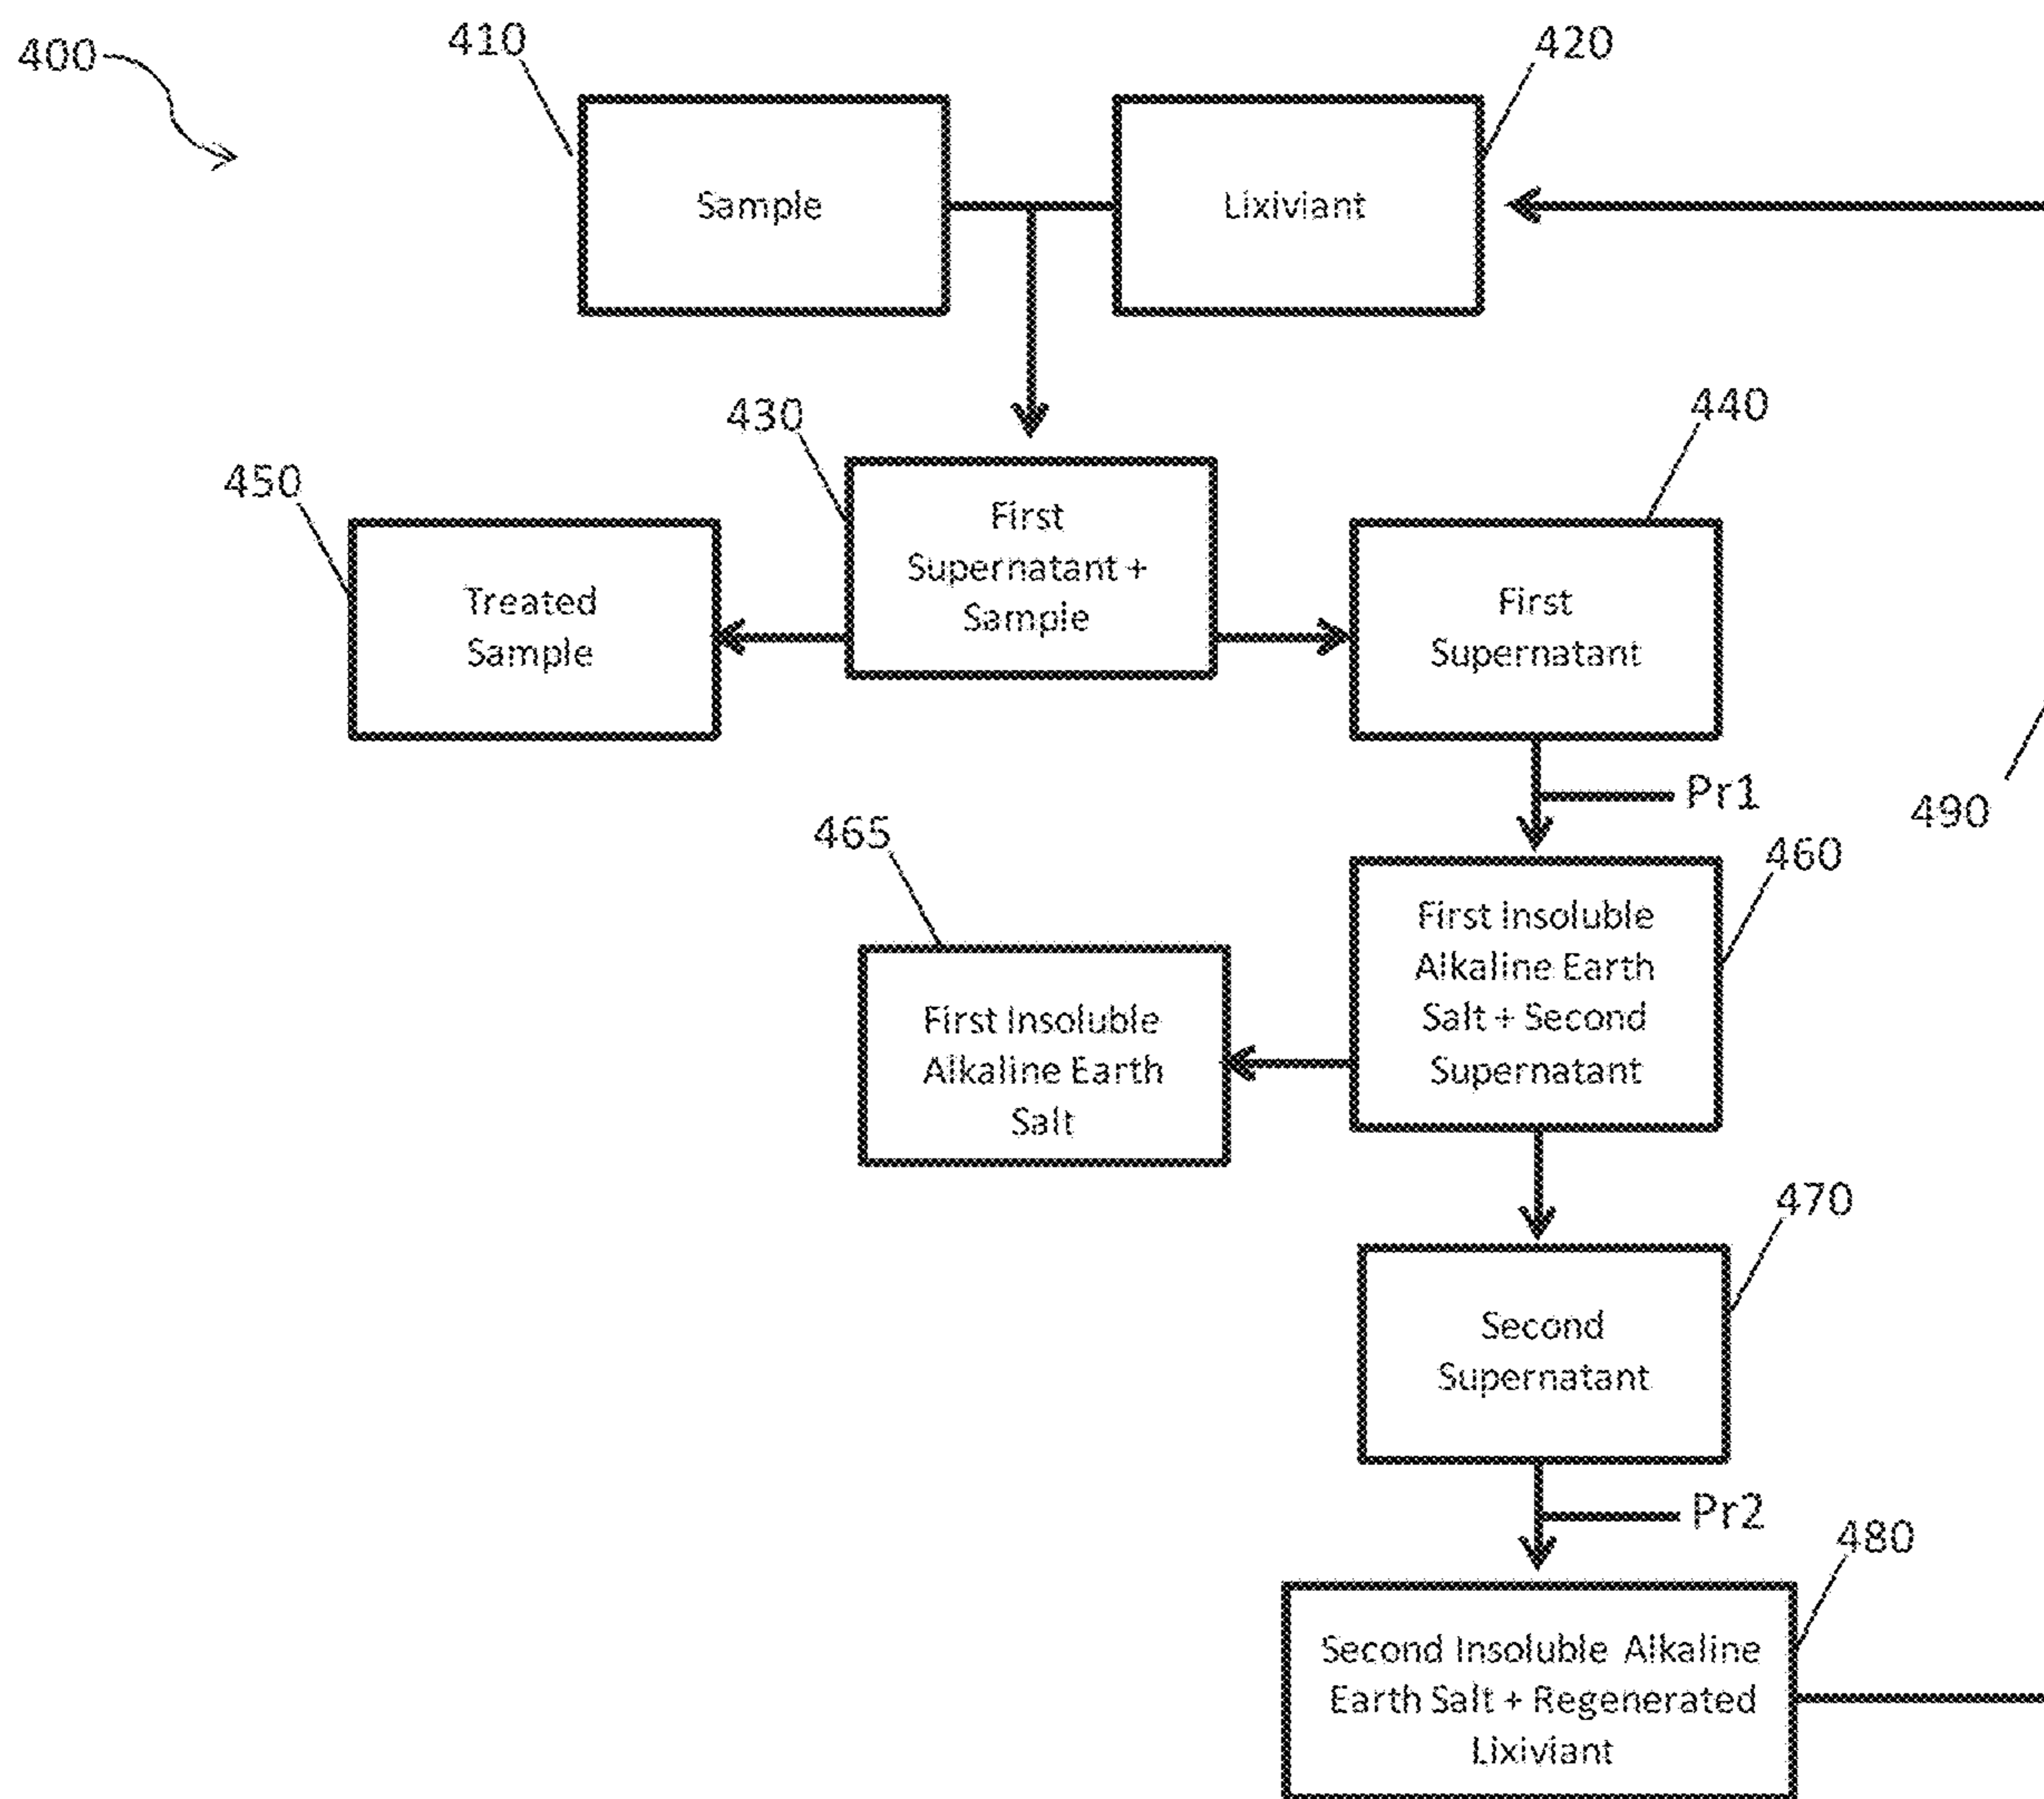 400
410
420
Sample
Lixiviant
430
440
450
First
Supernatant +
Sample
Treated
Sample
First
Supernatant
Pr1
490
465
460
First Insoluble
Alkaline Earth
Salt + Second
Supernatant
First Insoluble
Alkaline Earth
Salt
470
Second
Supernatant
Pr2
480
Second Insoluble Alkaline
Earth Salt + Regenerated
Lixiviant